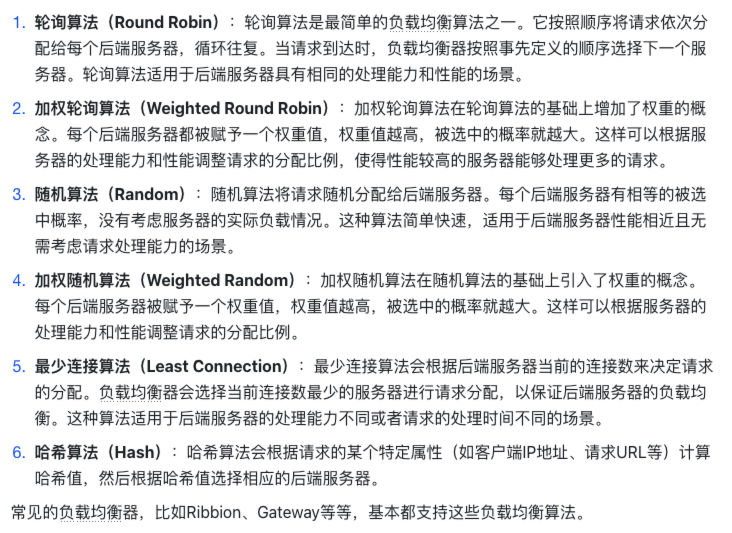 1. 轮询算法（Round Robin）：轮询算法是最简单的负载均衡算法之一。它按照顺序将请求依次分
配给每个后端服务器，循环往复。当请求到达时，负载均衡器按照事先定义的顺序选择下一个服
务器。轮询算法适用于后端服务器具有相同的处理能力和性能的场景。
2. 加权轮询算法（Weighted Round Robin）：加权轮询算法在轮询算法的基础上增加了权重的概
念。每个后端服务器都被赋予一个权重值，权重值越高，被选中的概率就越大。这样可以根据服
务器的处理能力和性能调整请求的分配比例，使得性能较高的服务器能够处理更多的请求。
3. 随机算法（Random）：随机算法将请求随机分配给后端服务器。每个后端服务器有相等的被选
中概率，没有考虑服务器的实际负载情况。这种算法简单快速，适用于后端服务器性能相近且无
需考虑请求处理能力的场景。
4. 加权随机算法（Weighted Random）：加权随机算法在随机算法的基础上引入了权重的概念。
每个后端服务器被赋予一个权重值，权重值越高，被选中的概率就越大。这样可以根据服务器的
处理能力和性能调整请求的分配比例。
5. 最少连接算法（Least Connection）：最少连接算法会根据后端服务器当前的连接数来决定请求
的分配。负载均衡器会选择当前连接数最少的服务器进行请求分配，以保证后端服务器的负载均
衡。这种算法适用于后端服务器的处理能力不同或者请求的处理时间不同的场景。
6. 哈希算法（Hash）：哈希算法会根据请求的某个特定属性（如客户端IP地址、请求URL等）计算
哈希值，然后根据哈希值选择相应的后端服务器。
常见的负载均衡器，比如Ribbion、Gateway等等，基本都支持这些负载均衡算法。